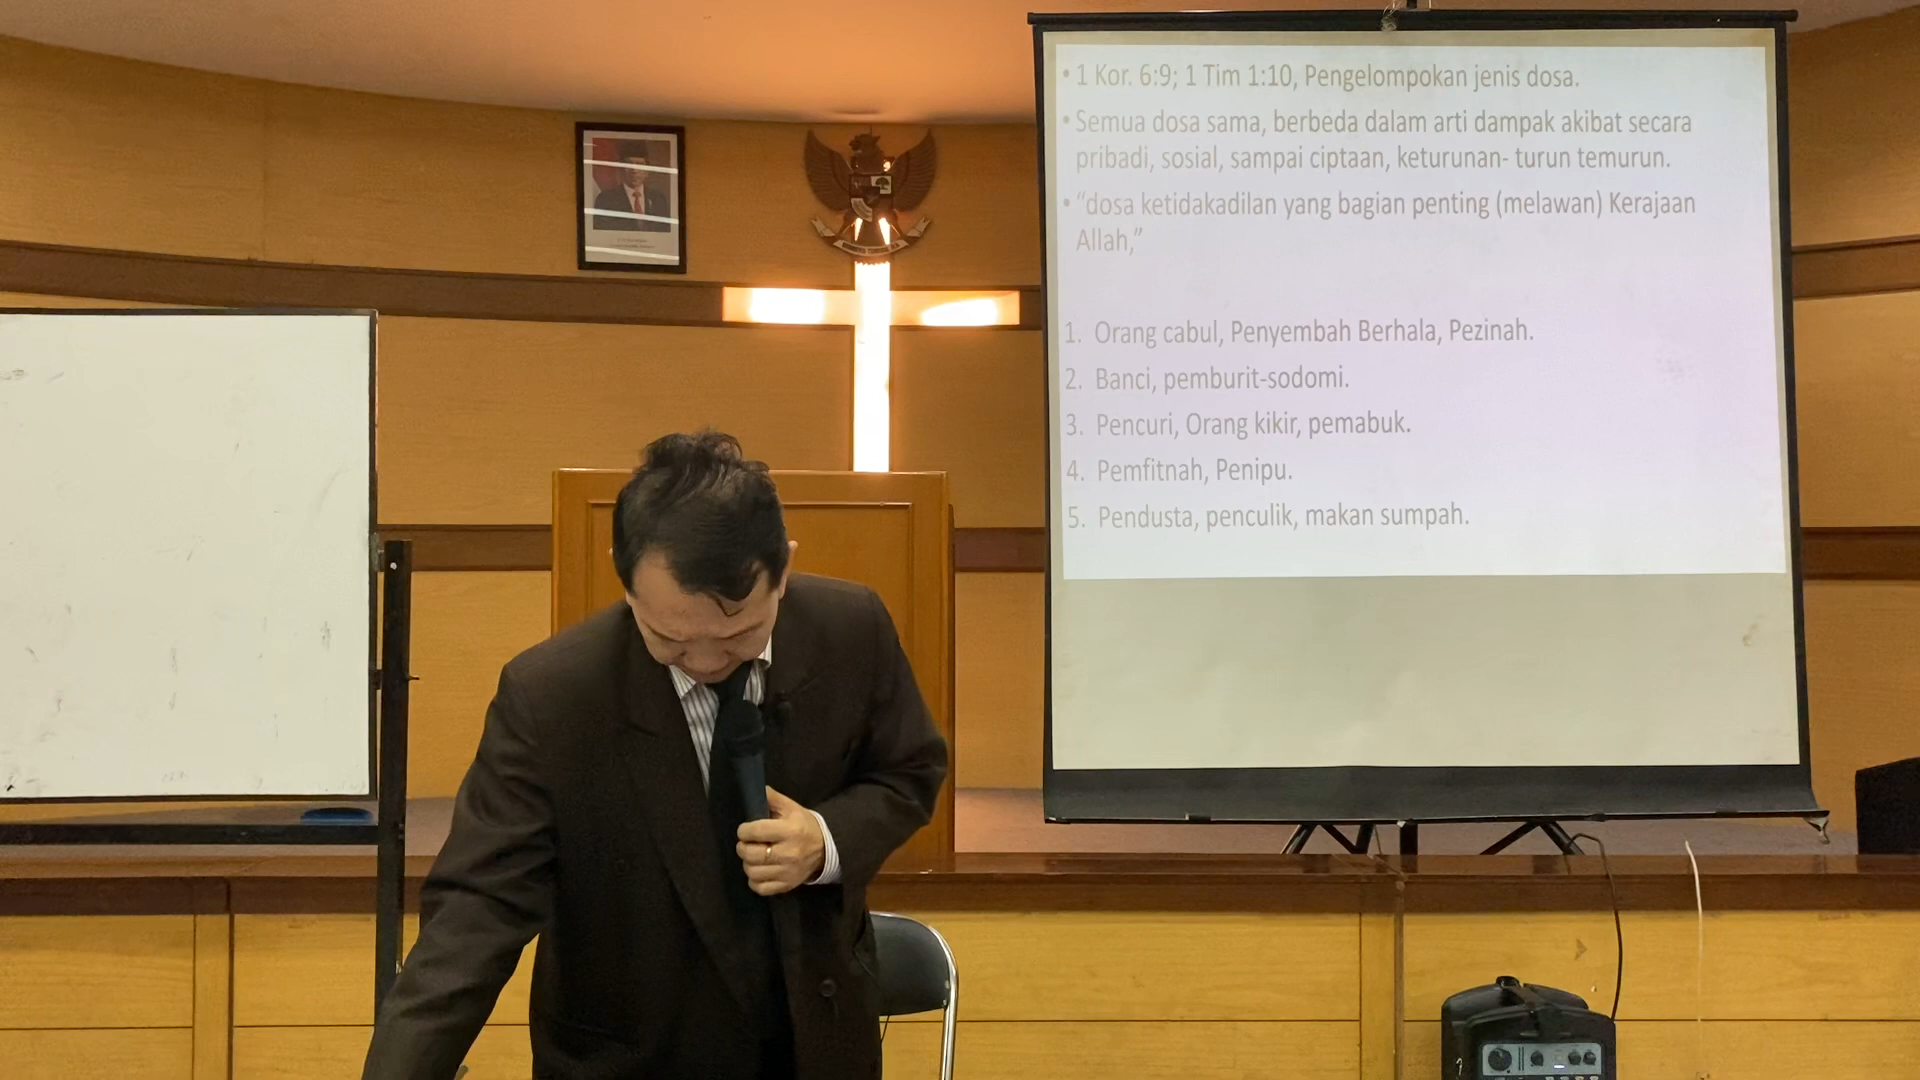 • 1 Kor. 6:9; 1 Tim 1:10, Pengelompokan jenis dosa.
• Semua dosa sama, berbeda dalam arti dampak akibat secara
pribadi, sosial, sampai ciptaan, keturunan- turun temurun.
• “dosa ketidakadilan yang bagian penting (melawan) Kerajaan
Allah,”
1. Orang cabul, Penyembah Berhala, Pezinah.
2. Banci, pemburit-sodomi.
3. Pencuri, Orang kikir, pemabuk.
4. Pemfitnah, Penipu.
5. Pendusta, penculik, makan sumpah.